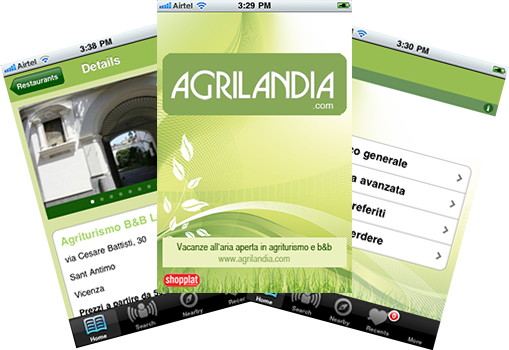 Airtel 3:38 PM
Restaurants
Details
Agriturismo B&B L
via Cesare Battisti, 30
Sant Antimo
Vicenza
Prezzi a partire da
Home
Search
Nearby
Recen
Airtel 3:29 PM
AGRILANDIA
.com
Vacanze all'aria aperta in agriturismo e b&b
www.agrilandia.com
shopplat
Airtel 3:30 PM
co generale
a avanzata
referiti
erdere
Home
Search
Nearby
Recents
More